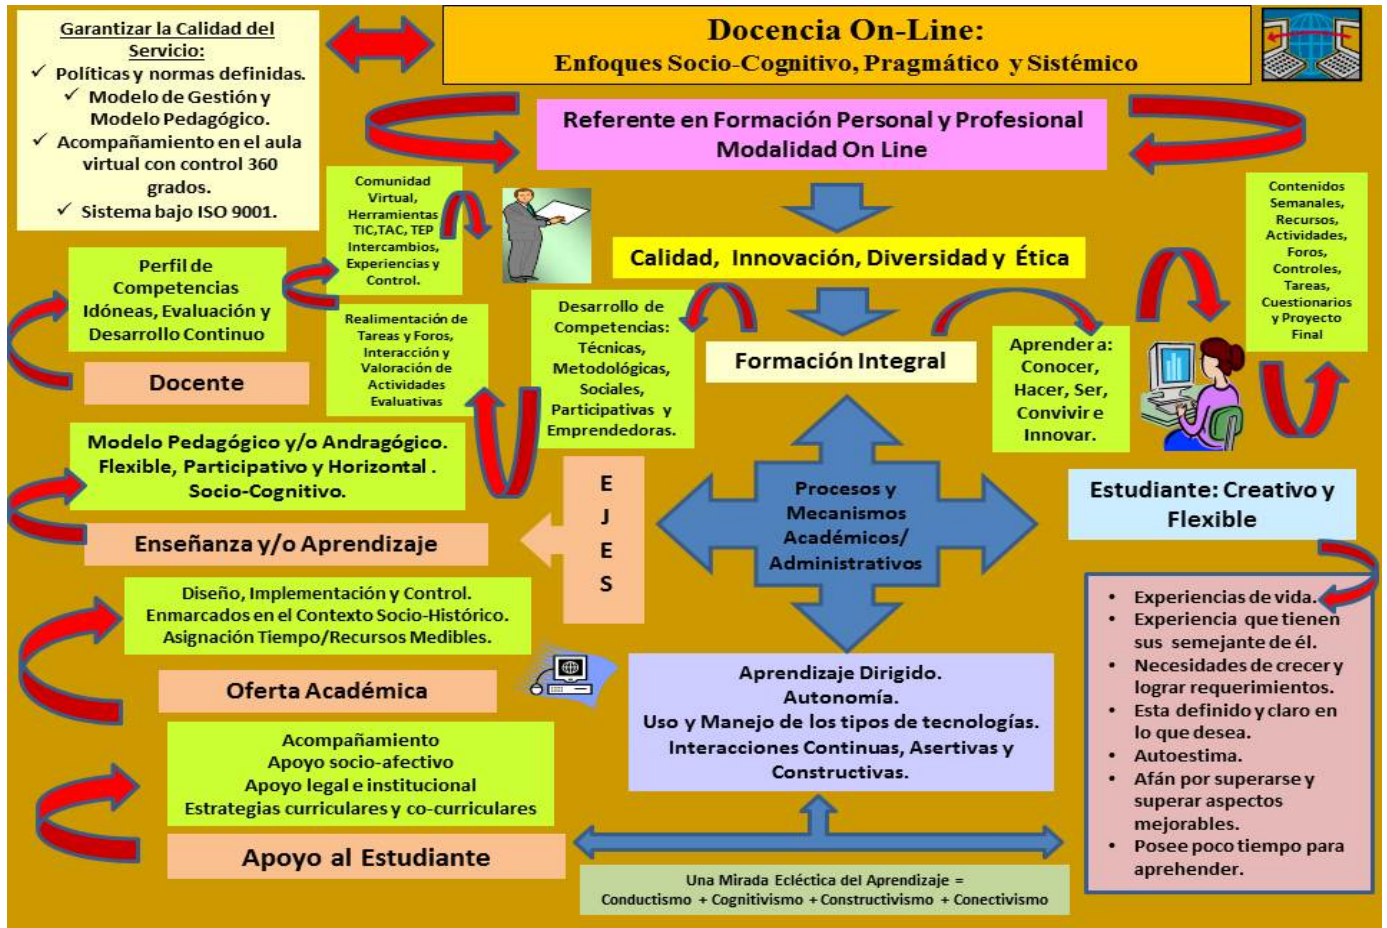 Garantizar la Calidad del
Servicio:
✓ Políticas y normas definidas.
✓ Modelo de Gestión y
Modelo Pedagógico.
✓ Acompañamiento en el aula
virtual con control 360
grados.
✓ Sistema bajo ISO 9001.
Docencia On-Line:
Enfoques Socio-Cognitivo, Pragmático y Sistémico
Referente en Formación Personal y Profesional
Modalidad On Line
Calidad, Innovación, Diversidad y Ética
Formación Integral
Comunidad
Virtual,
Herramientas
TIC,TAC, TEP
Intercambios,
Experiencias y
Control.
Perfil de
Competencias
Idóneas, Evaluación y
Desarrollo Continuo
Docente
Realimentación de
Tareas y Foros,
Interacción y
Valoración de
Actividades
Evaluativas
Desarrollo de
Competencias:
Técnicas,
Metodológicas,
Sociales,
Participativas y
Emprendedoras.
Aprender a:
Conocer,
Hacer, Ser,
Convivir e
Innovar.
Contenidos
Semanales,
Recursos,
Actividades,
Foros,
Controles,
Tareas,
Cuestionarios
y Proyecto
Final
Modelo Pedagógico y/o Andragógico.
Flexible, Participativo y Horizontal .
Socio-Cognitivo.
Enseñanza y/o Aprendizaje
E
J
E
S
Procesos y
Mecanismos
Académicos/
Administrativos
Estudiante: Creativo y
Flexible
Diseño, Implementación y Control.
Enmarcados en el Contexto Socio-Histórico.
Asignación Tiempo/Recursos Medibles.
Oferta Académica
Aprendizaje Dirigido.
Autonomía.
Uso y Manejo de los tipos de tecnologías.
Interacciones Continuas, Asertivas y
Constructivas.
• Experiencias de vida.
• Experiencia que tienen
sus semejante de él.
• Necesidades de crecer y
lograr requerimientos.
• Esta definido y claro en
lo que desea.
• Autoestima.
• Afán por superarse y
superar aspectos
mejorables.
• Posee poco tiempo para
aprehender.
Acompañamiento
Apoyo socio-afectivo
Apoyo legal e institucional
Estrategias curriculares y co-curriculares
Apoyo al Estudiante
Una Mirada Ecléctica del Aprendizaje =
Conductismo + Cognitivismo + Constructivismo + Conectivismo